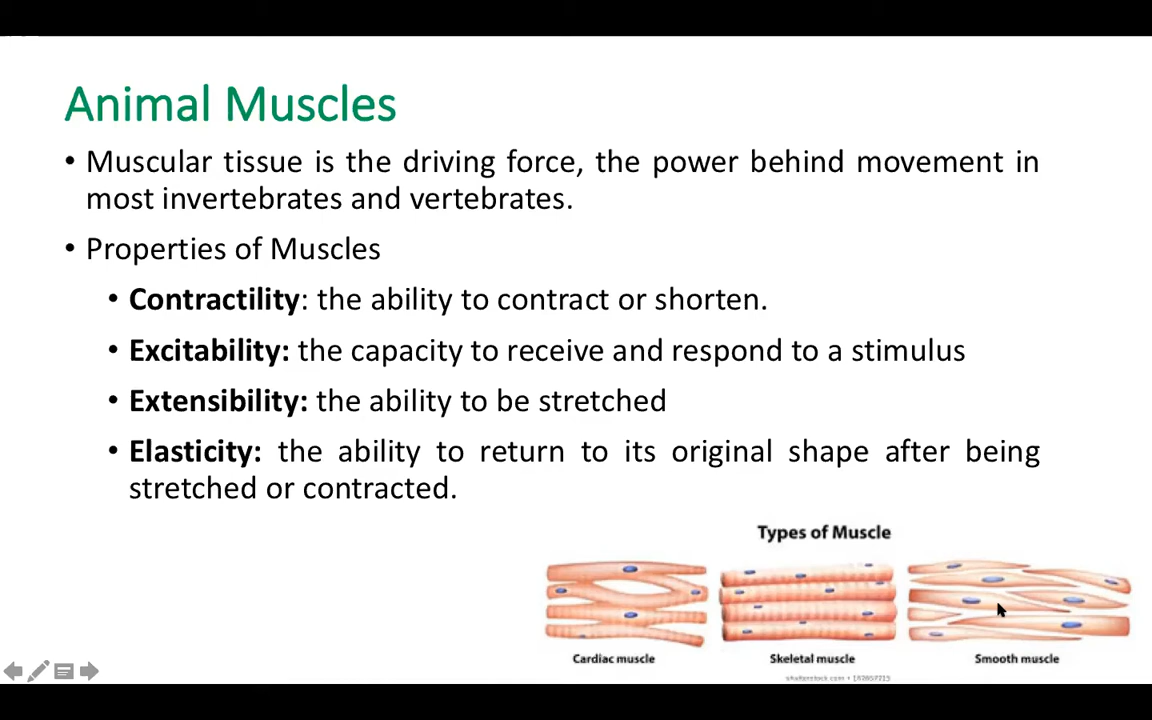 Animal Muscles
• Muscular tissue is the driving force, the power behind movement in
most invertebrates and vertebrates.
• Properties of Muscles
• Contractility: the ability to contract or shorten.
• Excitability: the capacity to receive and respond to a stimulus
• Extensibility: the ability to be stretched
• Elasticity: the ability to return to its original shape after being
stretched or contracted.
Types of Muscle
Cardiac muscle Skeletal muscle Smooth muscle
shutterstock.com •